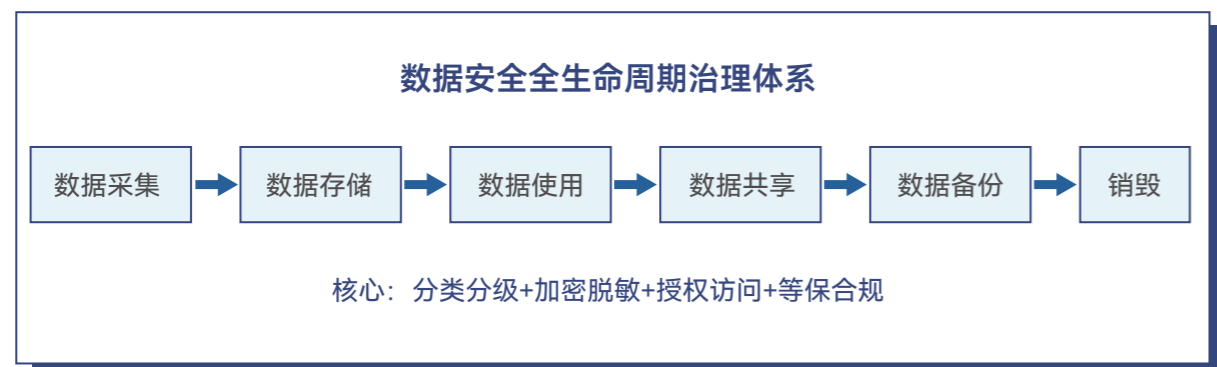 数据安全全生命周期治理体系
数据采集 数据存储 数据使用 数据共享 数据备份 销毁
核心：分类分级+加密脱敏+授权访问+等保合规